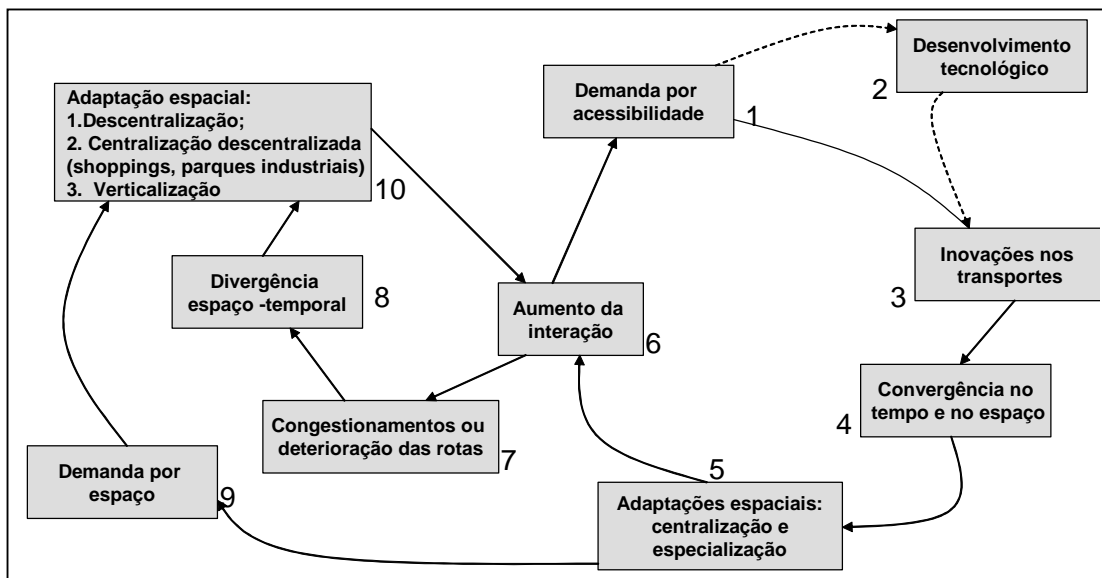 Demanda por
acessibilidade
1
Desenvolvimento
tecnológico
2
Inovações nos
transportes
3
Convergência no
tempo e no espaço
4
Adaptações espaciais:
centralização e
especialização
5
Aumento da
interação
6
Congestionamentos ou
deterioração das rotas
7
Divergência
espaço -temporal
8
Demanda por
espaço
9
Adaptação espacial:
1.Descentralização;
2. Centralização descentralizada
(shoppings, parques industriais)
3. Verticalização
10